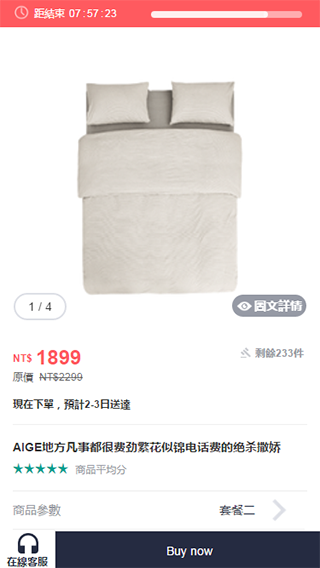 距結束 07:57:23
1 / 4
圖文詳情
NT$ 1899
剩餘233件
原價 NT$2299
現在下單，預計2-3日送達
AIGE地方凡事都很费劲繁花似锦电话费的绝杀撒娇
商品平均分
商品參數
套餐二
在線客服
Buy now